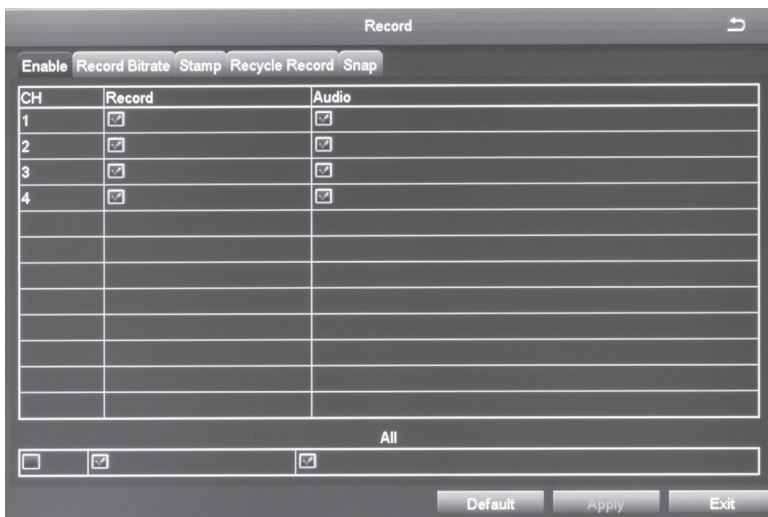 Record
Enable Record Bitrate Stamp Recycle Record Snap
CH Record Audio
1
2
3
4
All
Default Apply Exit